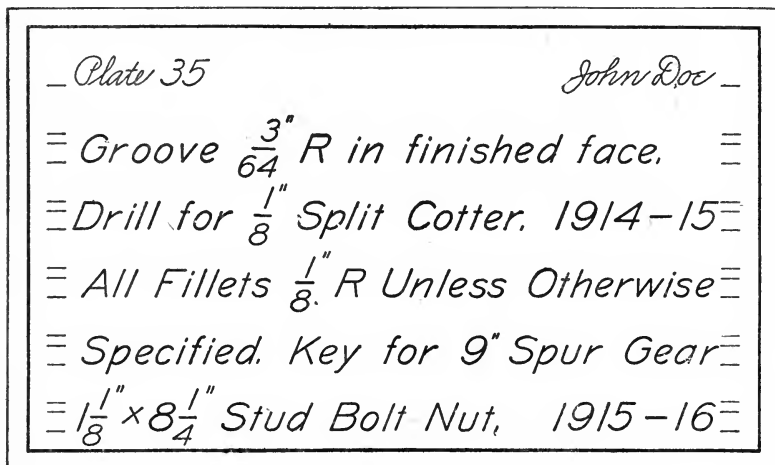 Plate 35 John Doe
Groove 3/64" R in finished face.
Drill for 1/8" Split Cotter. 1914-15
All Fillets 1/8" R Unless Otherwise
Specified. Key for 9" Spur Gear
1 1/8" × 8 1/4" Stud Bolt Nut, 1915-16